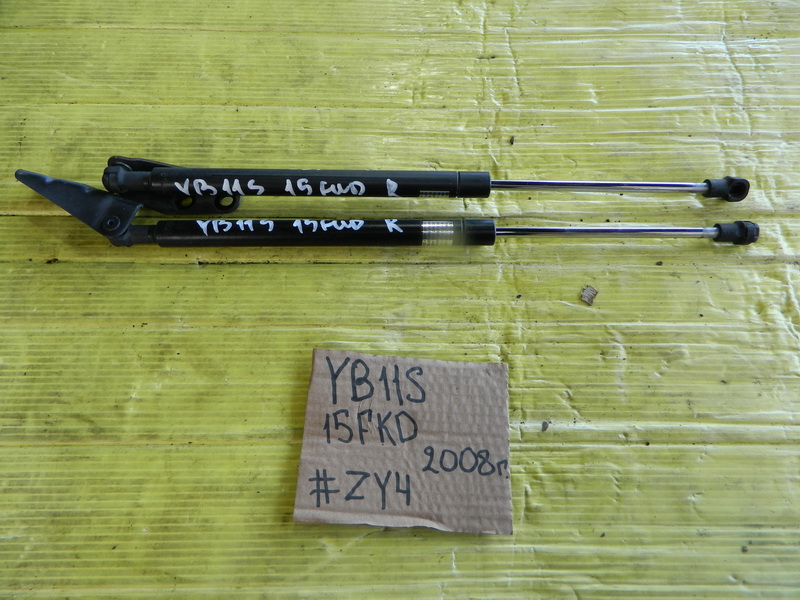 YB11S 15FWD R
YB11S 15FWD R
YB11S
15FKD
2008г.
#ZY4